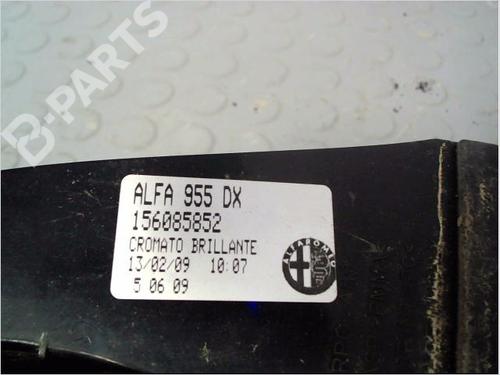 B-PARTS
ALFA 955 DX
156085852
CROMATO BRILLANTE
13/02/09 10:07
5 06 09
ALFA ROMEO